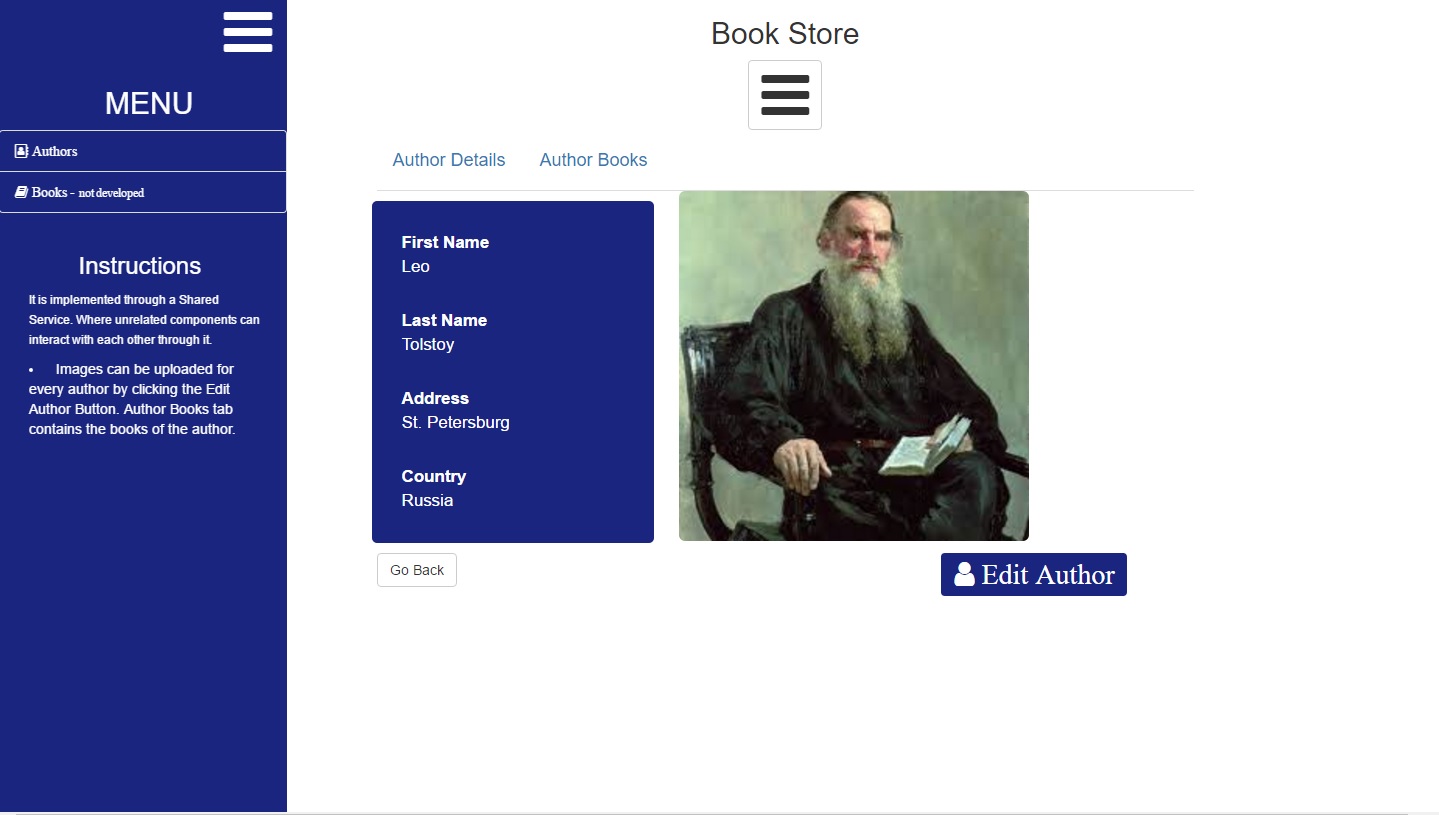 MENU
Authors
Books - not developed
Instructions
It is implemented through a Shared
Service. Where unrelated components can
interact with each other through it.
• Images can be uploaded for
every author by clicking the Edit
Author Button. Author Books tab
contains the books of the author.
Book Store
Author Details Author Books
First Name
Leo
Last Name
Tolstoy
Address
St. Petersburg
Country
Russia
Go Back
Edit Author